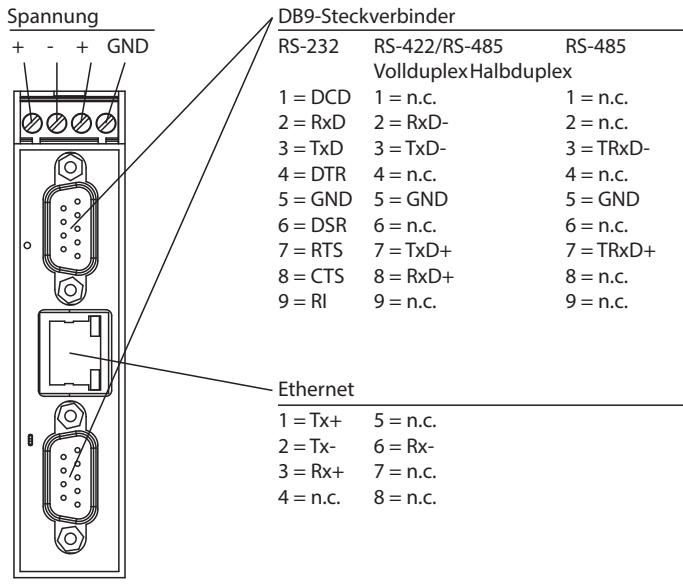 Spannung
+ - + GND
DB9-Steckverbinder
RS-232 RS-422/RS-485 RS-485
Vollduplex Halbduplex
1 = DCD 1 = n.c. 1 = n.c.
2 = RxD 2 = RxD- 2 = n.c.
3 = TxD 3 = TxD- 3 = TRxD-
4 = DTR 4 = n.c. 4 = n.c.
5 = GND 5 = GND 5 = GND
6 = DSR 6 = n.c. 6 = n.c.
7 = RTS 7 = TxD+ 7 = TRxD+
8 = CTS 8 = RxD+ 8 = n.c.
9 = RI 9 = n.c. 9 = n.c.
Ethernet
1 = Tx+ 5 = n.c.
2 = Tx- 6 = Rx-
3 = Rx+ 7 = n.c.
4 = n.c. 8 = n.c.